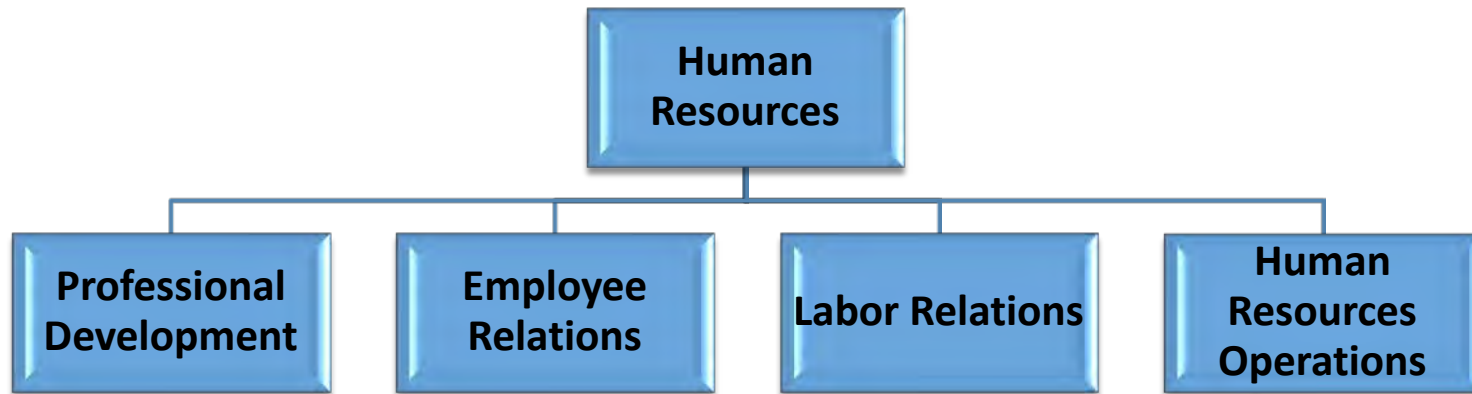 Human
Resources
Professional
Development
Employee
Relations
Labor Relations
Human
Resources
Operations